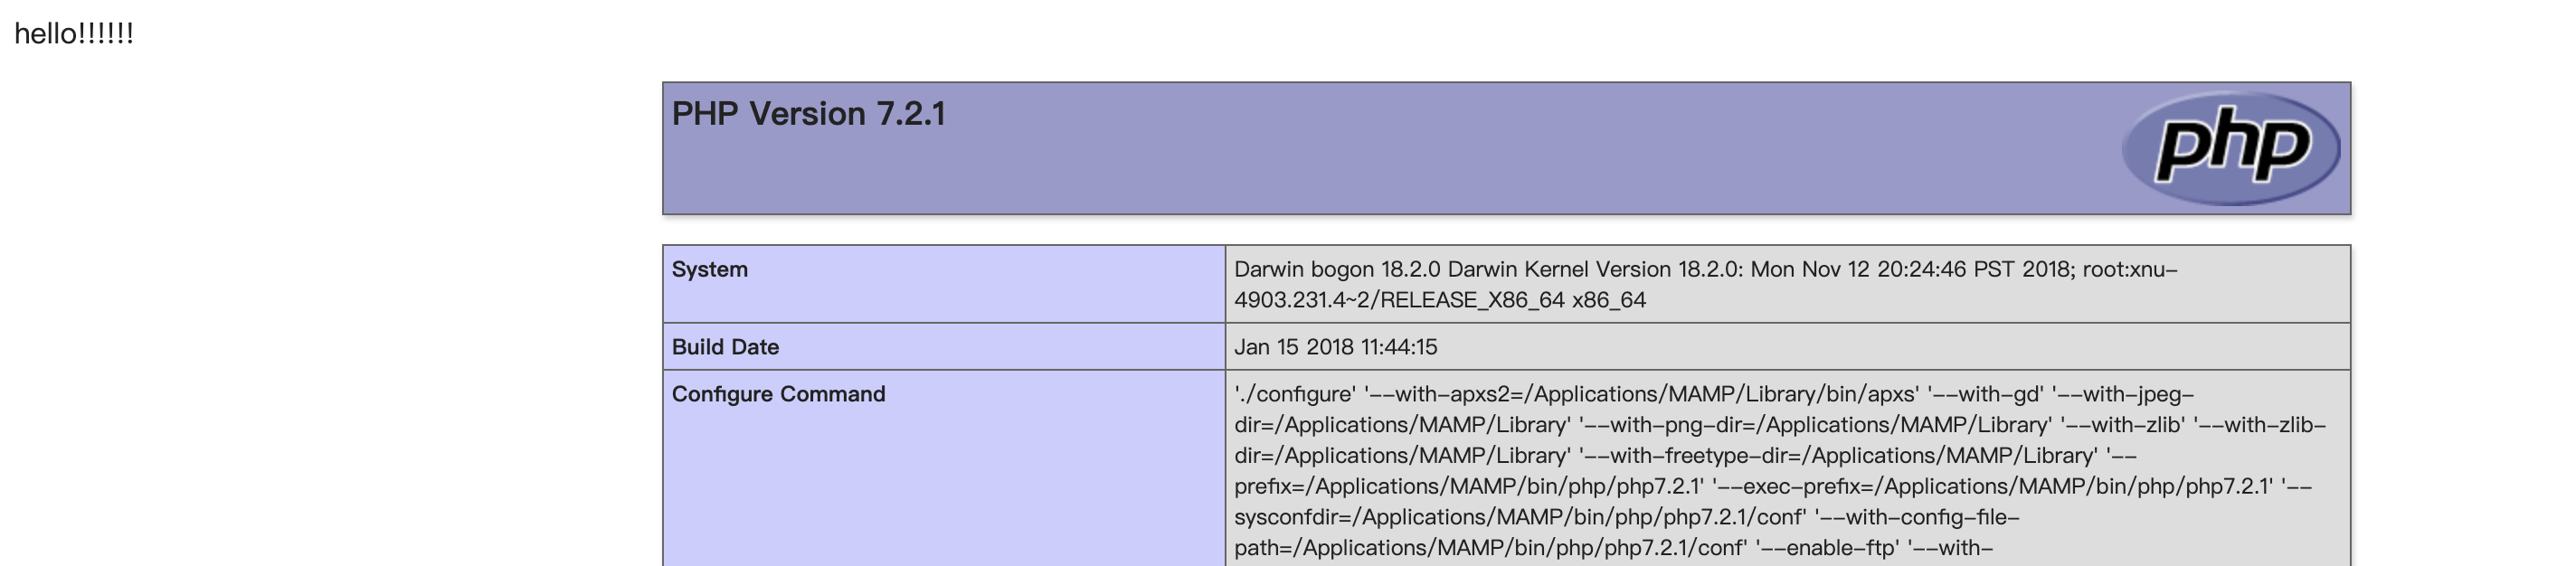 hello!!!!!!
PHP Version 7.2.1
php
System
Darwin bogon 18.2.0 Darwin Kernel Version 18.2.0: Mon Nov 12 20:24:46 PST 2018; root:xnu-
4903.231.4~2/RELEASE_X86_64 x86_64
Build Date
Jan 15 2018 11:44:15
Configure Command
'./configure' '--with-apxs2=/Applications/MAMP/Library/bin/apxs' '--with-gd' '--with-jpeg-
dir=/Applications/MAMP/Library' '--with-png-dir=/Applications/MAMP/Library' '--with-zlib' '--with-zlib-
dir=/Applications/MAMP/Library' '--with-freetype-dir=/Applications/MAMP/Library' '--
prefix=/Applications/MAMP/bin/php/php7.2.1' '--exec-prefix=/Applications/MAMP/bin/php/php7.2.1' '--
sysconfdir=/Applications/MAMP/bin/php/php7.2.1/conf' '--with-config-file-
path=/Applications/MAMP/bin/php/php7.2.1/conf' '--enable-ftp' '--with-